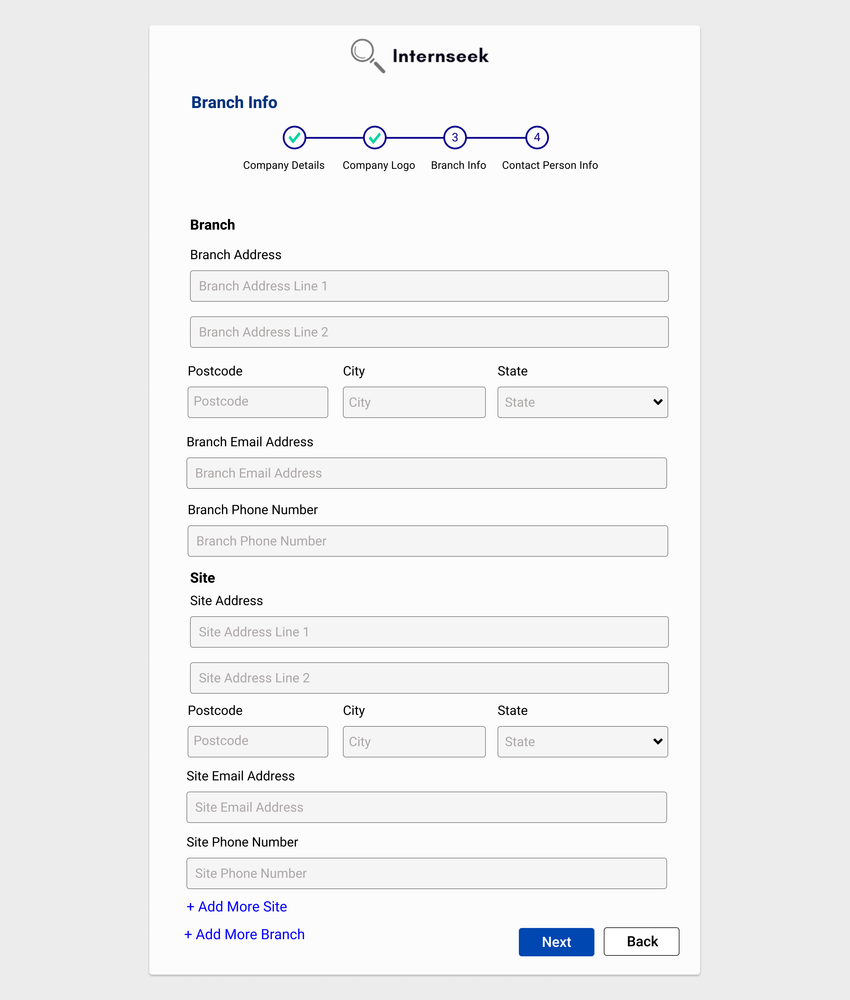 Internseek
Branch Info
3 4
Company Details Company Logo Branch Info Contact Person Info
Branch
Branch Address
Branch Address Line 1
Branch Address Line 2
Postcode City State
Postcode City State
Branch Email Address
Branch Email Address
Branch Phone Number
Branch Phone Number
Site
Site Address
Site Address Line 1
Site Address Line 2
Postcode City State
Postcode City State
Site Email Address
Site Email Address
Site Phone Number
Site Phone Number
+ Add More Site
+ Add More Branch
Next Back